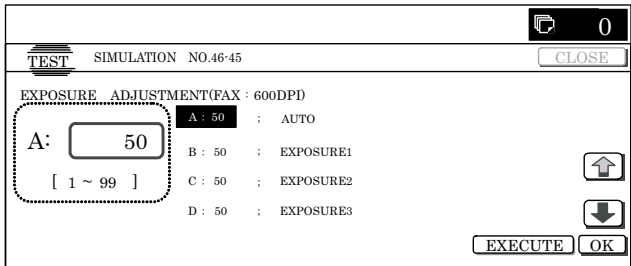 0
TEST SIMULATION NO.46-45 CLOSE
EXPOSURE ADJUSTMENT(FAX : 600DPI)
A : 50 ; AUTO
A: 50
B : 50 ; EXPOSURE1
[ 1 ~ 99 ] C : 50 ; EXPOSURE2
D : 50 ; EXPOSURE3
EXECUTE OK